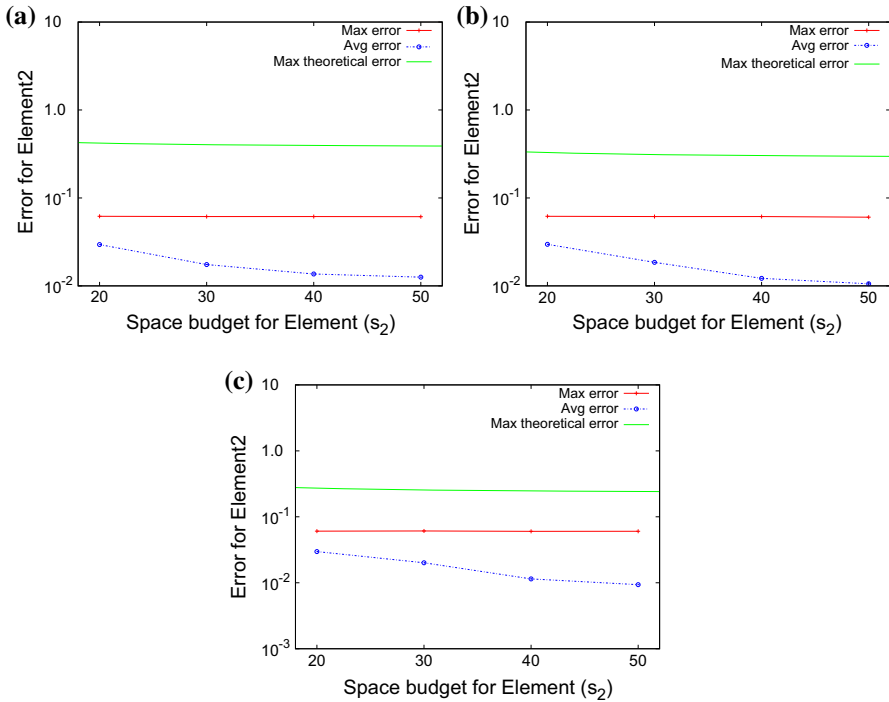 (a)
10
1.0
10^-1
10^-2
Error for Element2
Max error
Avg error
Max theoretical error
20 30 40 50
Space budget for Element (s_2)
(b)
10
1.0
10^-1
10^-2
Error for Element2
Max error
Avg error
Max theoretical error
20 30 40 50
Space budget for Element (s_2)
(c)
10
1.0
10^-1
10^-2
10^-3
Error for Element2
Max error
Avg error
Max theoretical error
20 30 40 50
Space budget for Element (s_2)